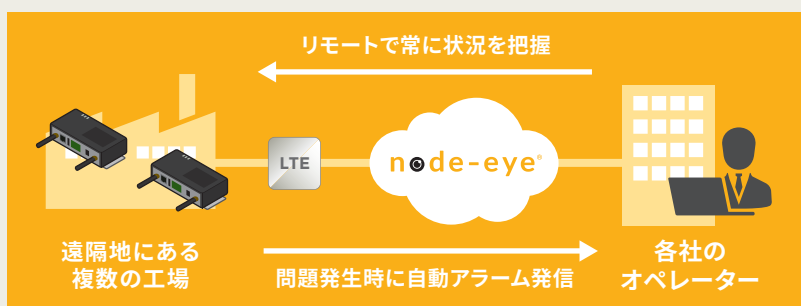 リモートで常に状況を把握
LTE
node-eye®
遠隔地にある
複数の工場
問題発生時に自動アラーム発信
各社の
オペレーター